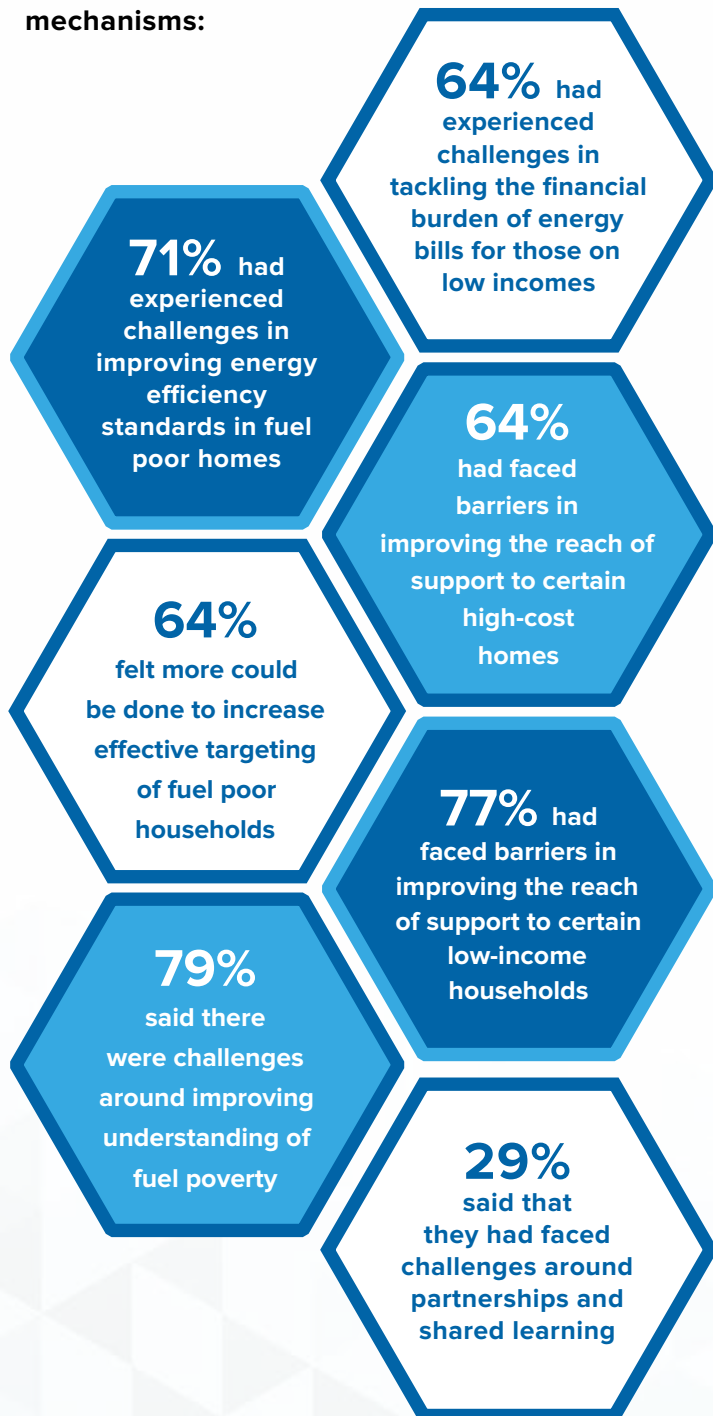 mechanisms:
64% had
experienced
challenges in
tackling the financial
burden of energy
bills for those on
low incomes
71% had
experienced
challenges in
improving energy
efficiency
standards in fuel
poor homes
64%
had faced
barriers in
improving the reach of
support to certain
high-cost
homes
64%
felt more could
be done to increase
effective targeting
of fuel poor
households
77% had
faced barriers in
improving the reach
of support to certain
low-income
households
79%
said there
were challenges
around improving
understanding of
fuel poverty
29%
said that
they had faced
challenges around
partnerships and
shared learning